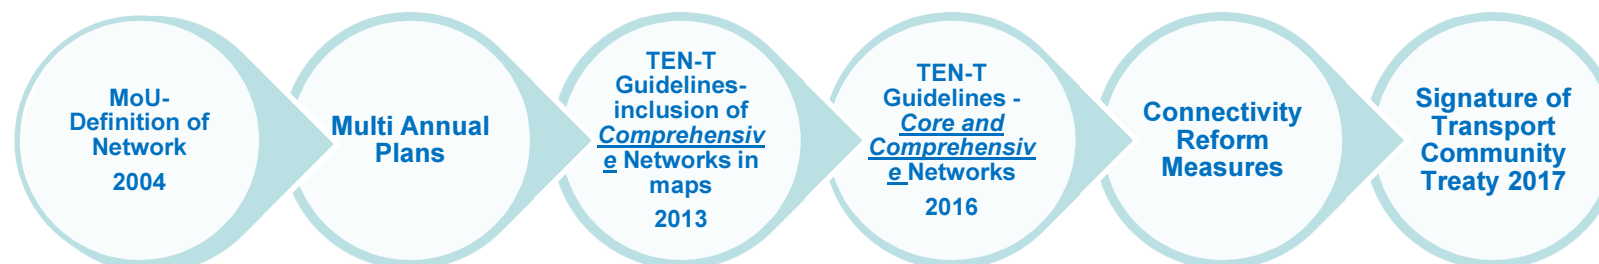 MoU-
Definition of
Network
2004
Multi Annual
Plans
TEN-T
Guidelines-
inclusion of
Comprehensiv
e Networks in
maps
2013
TEN-T
Guidelines -
Core and
Comprehensiv
e Networks
2016
Connectivity
Reform
Measures
Signature of
Transport
Community
Treaty 2017